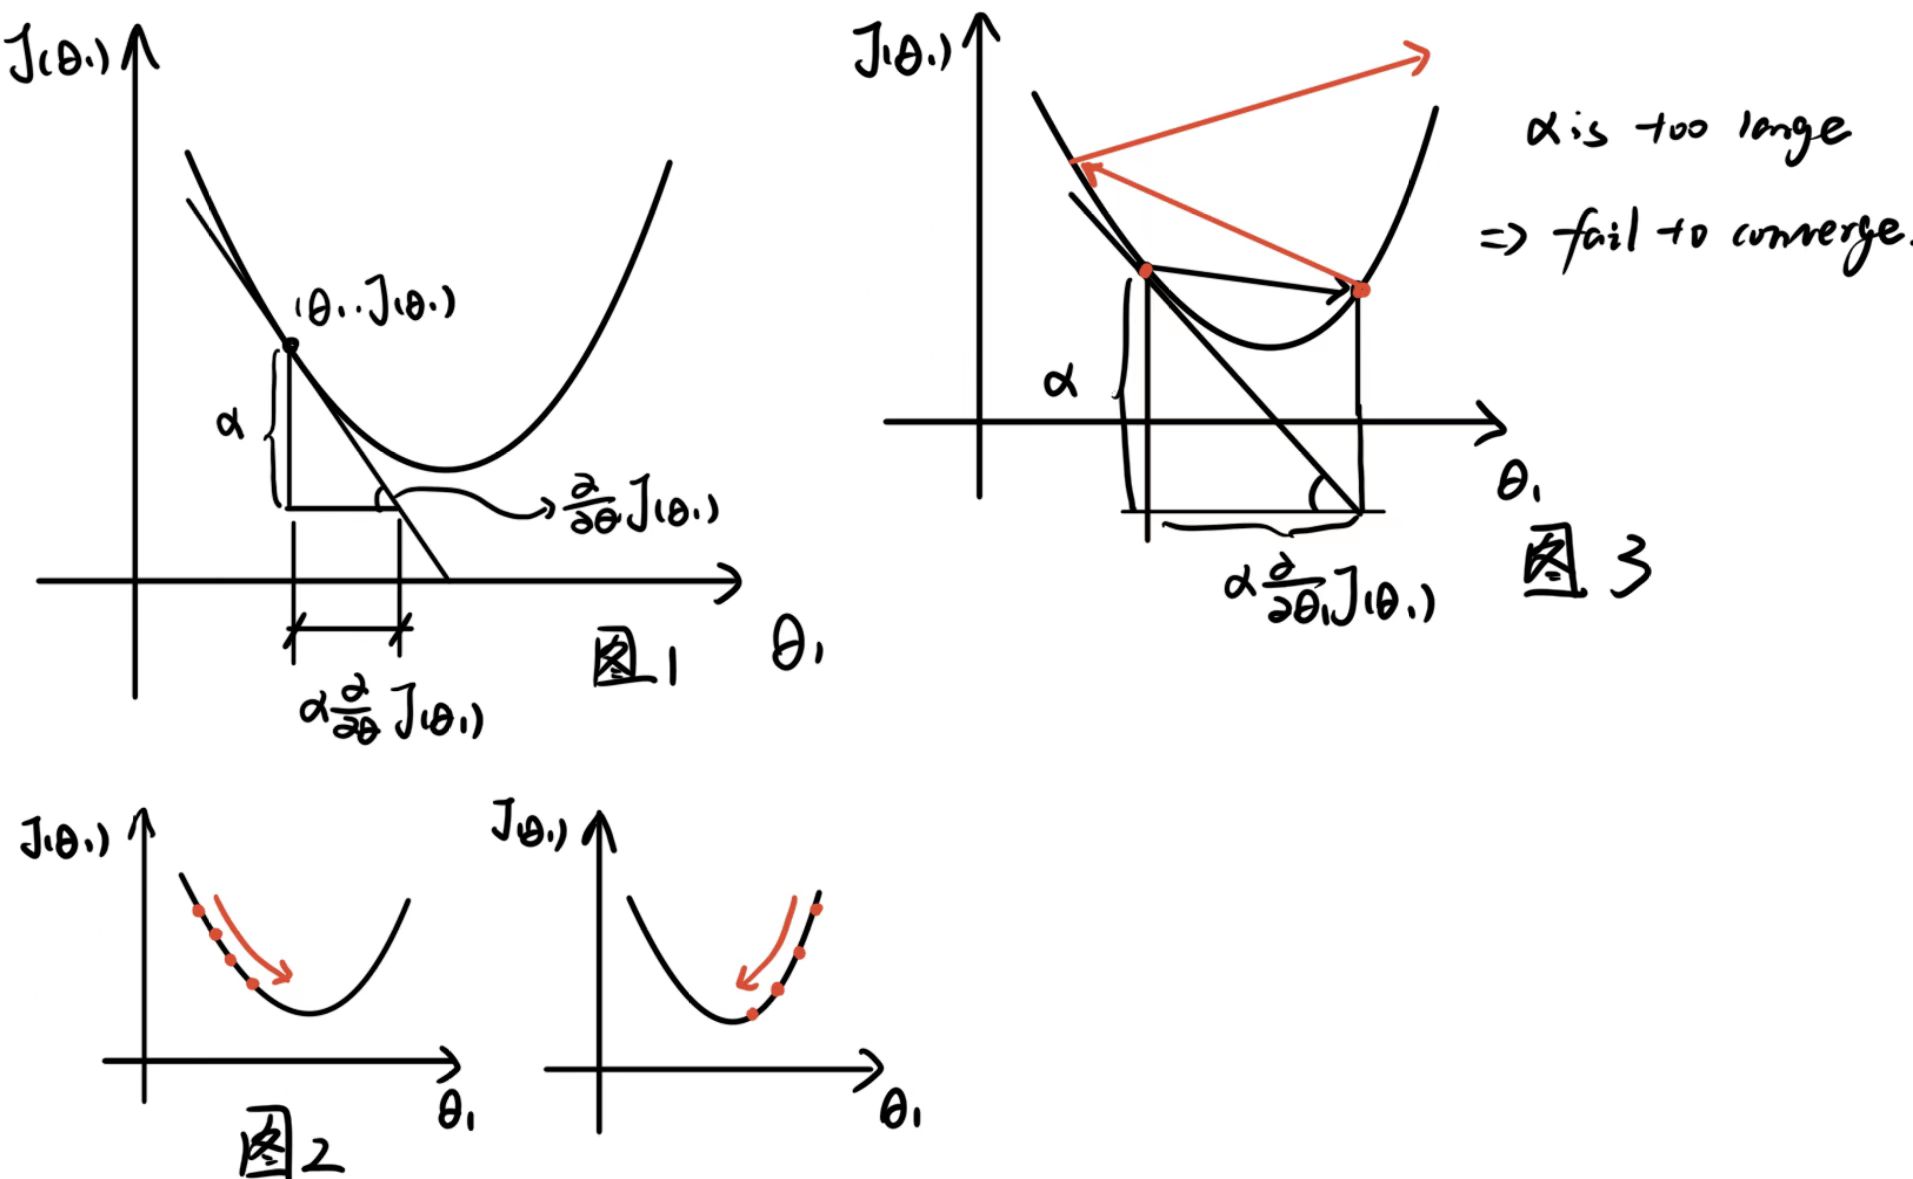 J(θ₁)
(θ₁, J(θ₁))
α
∂/∂θ J(θ₁)
α ∂/∂θ J(θ₁)
θ₁
图1
J(θ₁)
α is too large
=> fail to converge.
α
θ₁
α ∂/∂θ₁ J(θ₁)
图3
J(θ₁)
θ₁
J(θ₁)
θ₁
图2